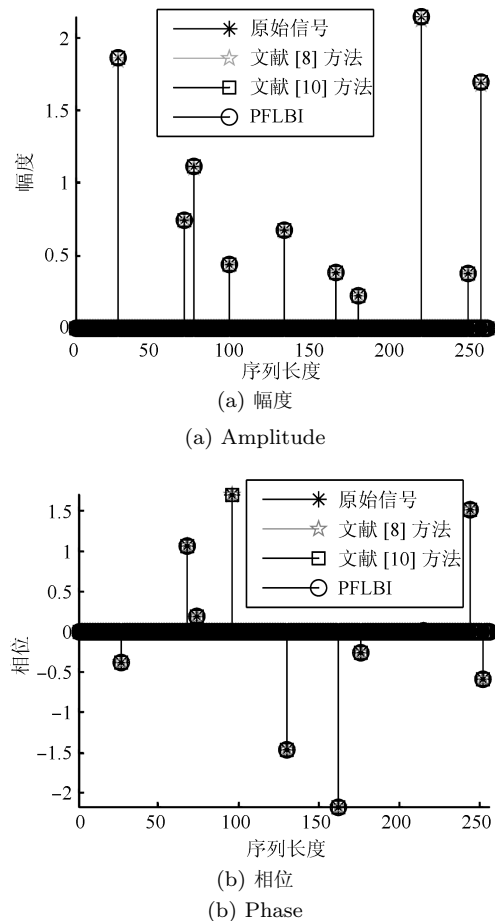 2
1.5
1
0.5
0
幅度
原始信号
文献 [8] 方法
文献 [10] 方法
PFLBI
0 50 100 150 200 250
序列长度
(a) 幅度
(a) Amplitude
1.5
1
0.5
0
−0.5
−1
−1.5
−2
相位
原始信号
文献 [8] 方法
文献 [10] 方法
PFLBI
0 50 100 150 200 250
序列长度
(b) 相位
(b) Phase